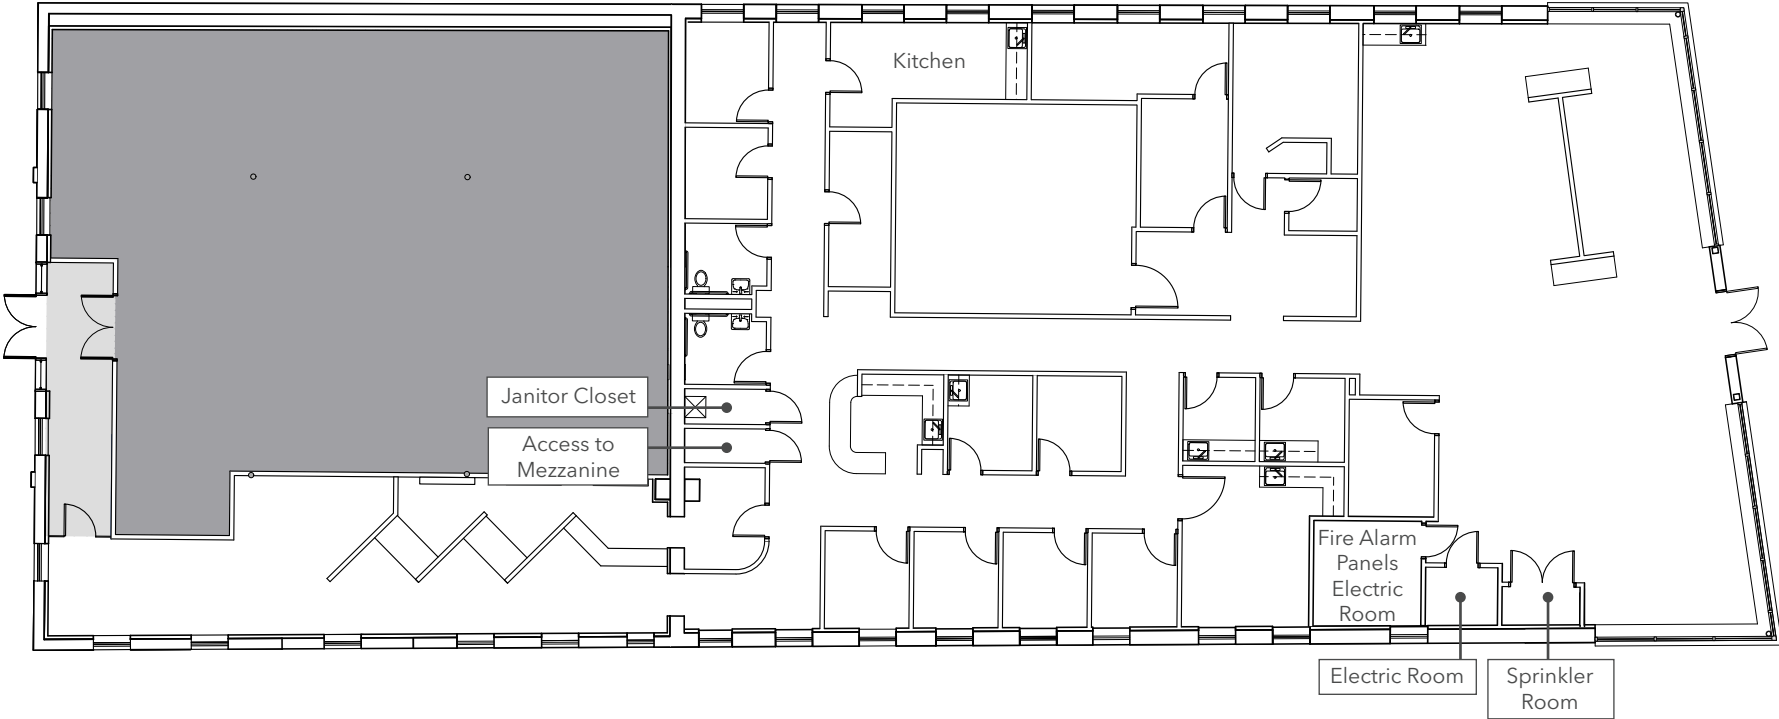 Kitchen
Janitor Closet
Access to
Mezzanine
Fire Alarm
Panels
Electric
Room
Electric Room
Sprinkler
Room